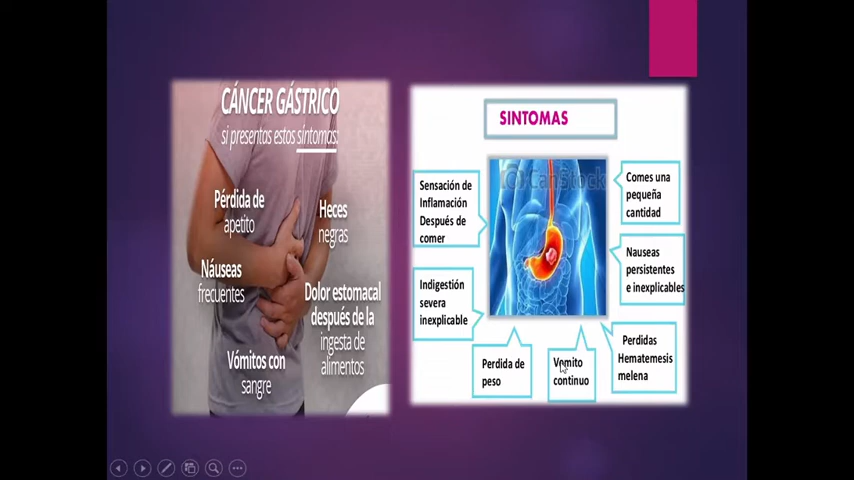 CÁNCER GÁSTRICO
si presentas estos síntomas:
Pérdida de
apetito
Heces
negras
Náuseas
frecuentes
Dolor estomacal
después de la
ingesta de
alimentos
Vómitos con
sangre
SINTOMAS
Sensación de
Inflamación
Después de
comer
CanStock
Comes una
pequeña
cantidad
Nauseas
persistentes
e inexplicables
Indigestión
severa
inexplicable
Perdida de
peso
Vomito
continuo
Perdidas
Hematemesis
melena